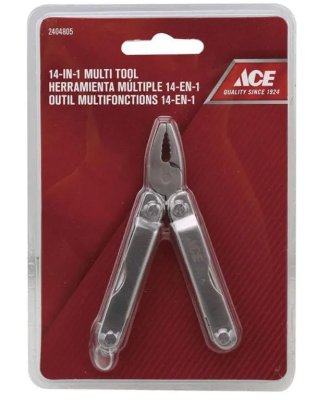 2404805
14-IN-1 MULTI TOOL
HERRAMIENTA MÚLTIPLE 14-EN-1
OUTIL MULTIFONCTIONS 14-EN-1
ACE
QUALITY SINCE 1924
ACE